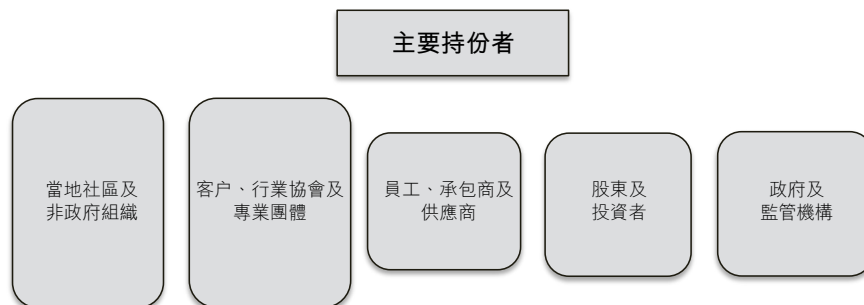 主要持份者
當地社區及
非政府組織
客户、行業協會及
專業團體
員工、承包商及
供應商
股東及
投資者
政府及
監管機構